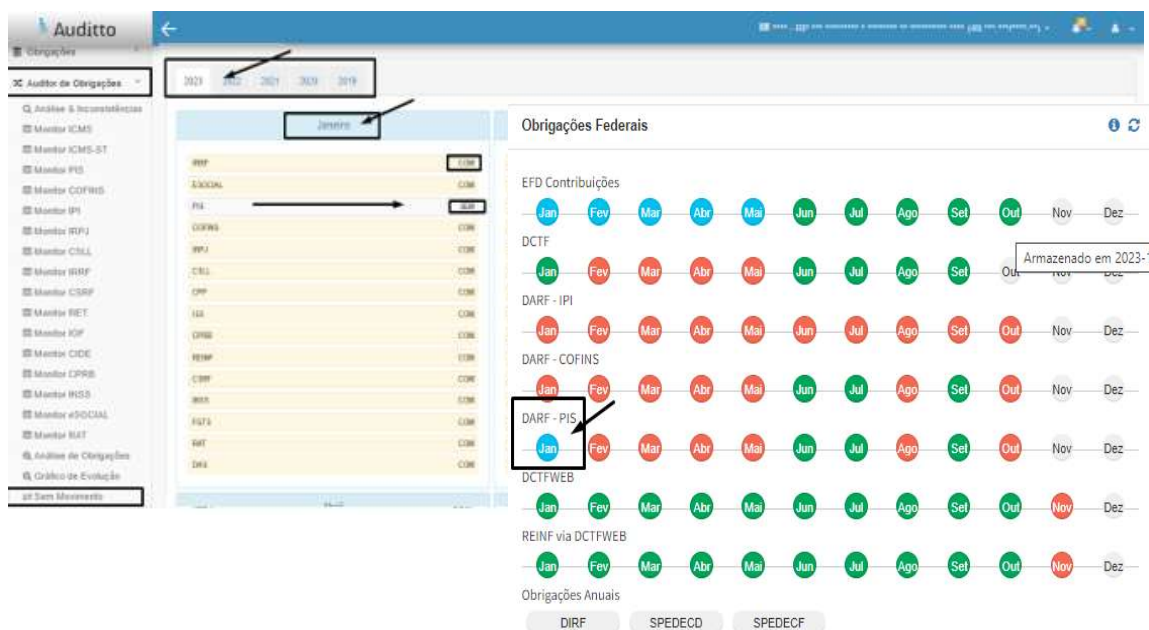 Auditto
Obrigações
Auditor de Obrigações
Análise & Inconsistências
Monitor ICMS
Monitor ICMS-ST
Monitor PIS
Monitor COFINS
Monitor IPI
Monitor IRPJ
Monitor CSLL
Monitor IRRF
Monitor CSRF
Monitor RET
Monitor IOF
Monitor CIDE
Monitor CPRB
Monitor INSS
Monitor eSOCIAL
Monitor RAT
Análise de Obrigações
Gráfico de Evolução
Sem Movimento
2023 2022 2021 2020 2019
Janeiro
IRRF COM
ESOCIAL COM
PIS SEM
COFINS COM
IRPJ COM
CSLL COM
CPP COM
ISS COM
CPRB COM
REINF COM
CSRF COM
INSS COM
FGTS COM
RAT COM
DAS COM
Obrigações Federais
EFD Contribuições
Jan Fev Mar Abr Mai Jun Jul Ago Set Out Nov Dez
DCTF
Jan Fev Mar Abr Mai Jun Jul Ago Set Out Nov Dez
Armazenado em 2023-1
DARF - IPI
Jan Fev Mar Abr Mai Jun Jul Ago Set Out Nov Dez
DARF - COFINS
Jan Fev Mar Abr Mai Jun Jul Ago Set Out Nov Dez
DARF - PIS
Jan Fev Mar Abr Mai Jun Jul Ago Set Out Nov Dez
DCTFWEB
Jan Fev Mar Abr Mai Jun Jul Ago Set Out Nov Dez
REINF via DCTFWEB
Jan Fev Mar Abr Mai Jun Jul Ago Set Out Nov Dez
Obrigações Anuais
DIRF SPEDECD SPEDECF